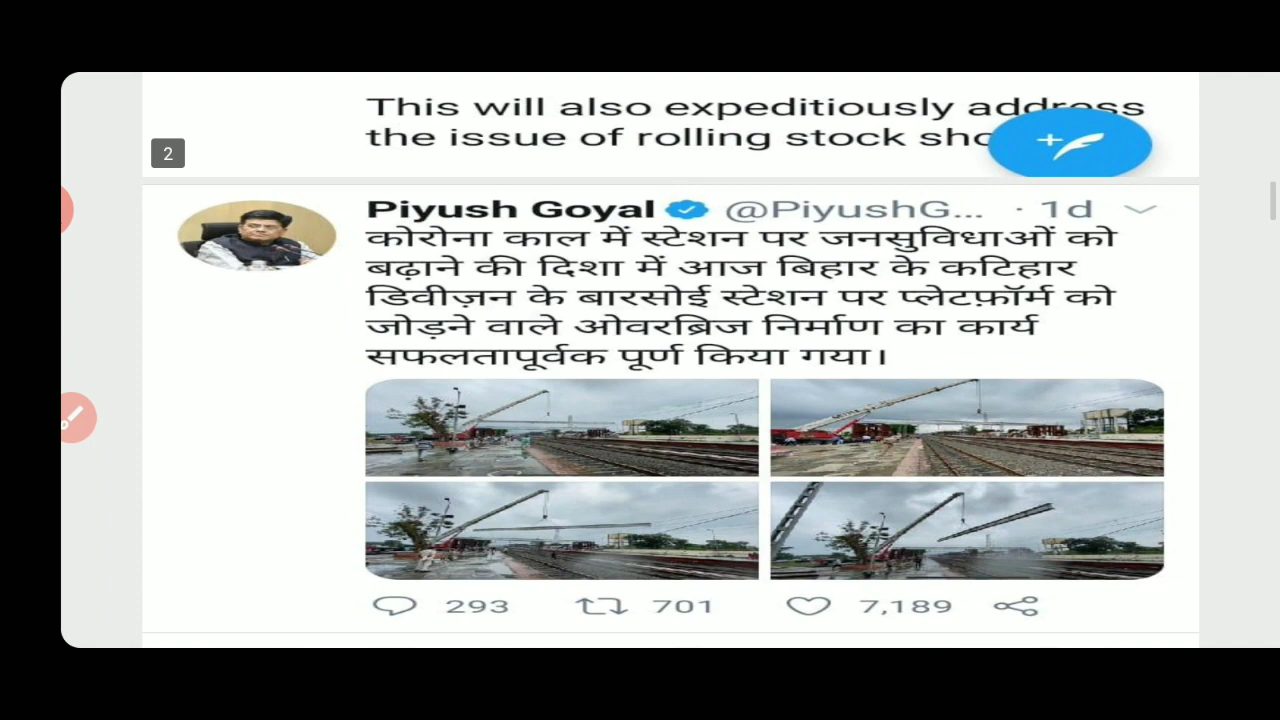 This will also expeditiously address
the issue of rolling stock
2
Piyush Goyal @PiyushG... · 1d
कोरोना काल में स्टेशन पर जनसुविधाओं को
बढ़ाने की दिशा में आज बिहार के कटिहार
डिवीज़न के बारसोई स्टेशन पर प्लेटफ़ॉर्म को
जोड़ने वाले ओवरब्रिज निर्माण का कार्य
सफलतापूर्वक पूर्ण किया गया।
293 701 7,189